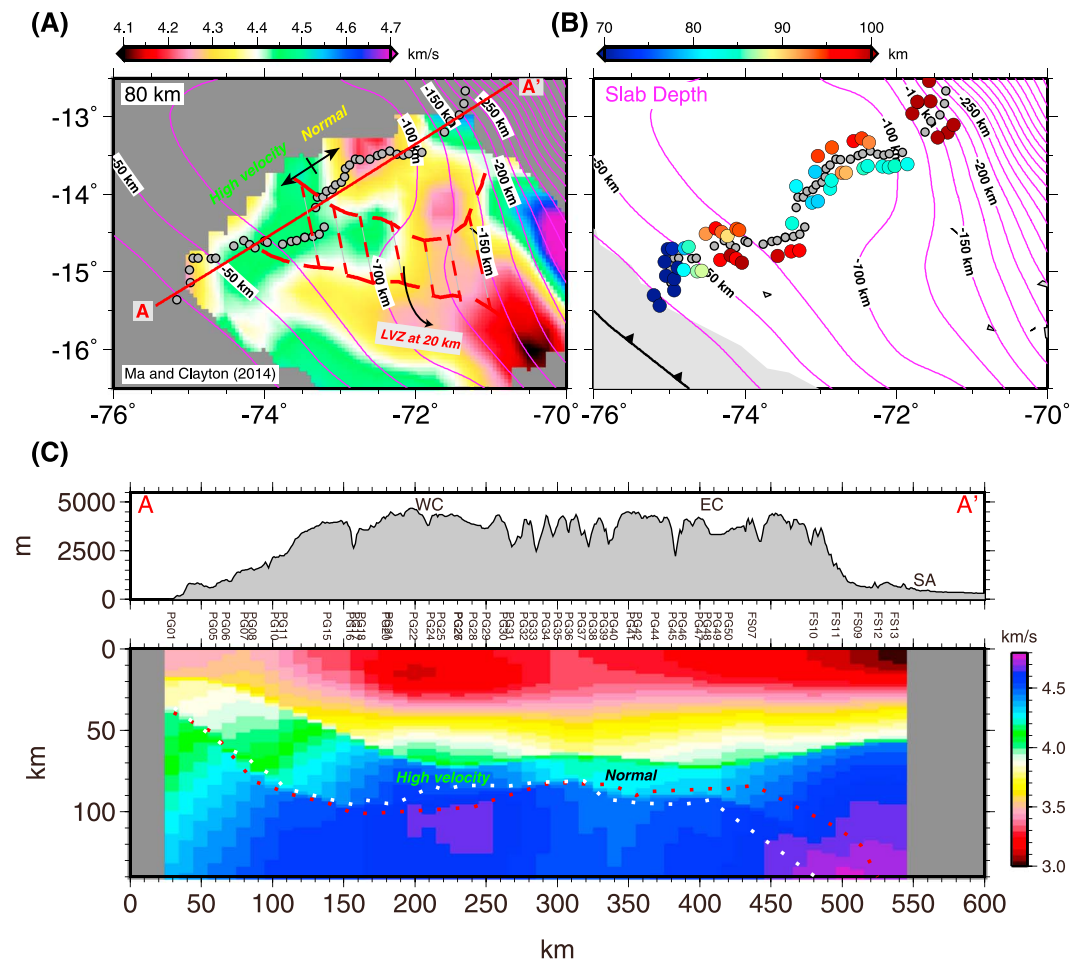 (A)
4.1 4.2 4.3 4.4 4.5 4.6 4.7
km/s
(B)
70 80 90 100
km
80 km
A'
-150 km
-250 km
-100 km
-50 km
High velocity
Normal
-200 km
-150 km
-50 km
-100 km
A
LVZ at 20 km
Ma and Clayton (2014)
-13°
-14°
-15°
-16°
-76° -74° -72° -70°
Slab Depth
-250 km
-100 km
-50 km
-200 km
-150 km
-50 km
-100 km
-76° -74° -72° -70°
(C)
A
WC
EC
A'
SA
5000
2500
0
m
PG01
PG05
PG06
PG07
PG08
PG10
PG11
PG15
PG16
PG22
PG24
PG25
PG28
PG29
PG30
PG31
PG32
PG33
PG34
PG35
PG36
PG37
PG38
PG39
PG40
PG41
PG42
PG44
PG45
PG46
PG47
PG48
PG49
PG50
FS07
FS10
FS11
FS09
FS12
FS13
0
50
100
km
High velocity
Normal
km/s
4.5
4.0
3.5
3.0
0 50 100 150 200 250 300 350 400 450 500 550 600
km